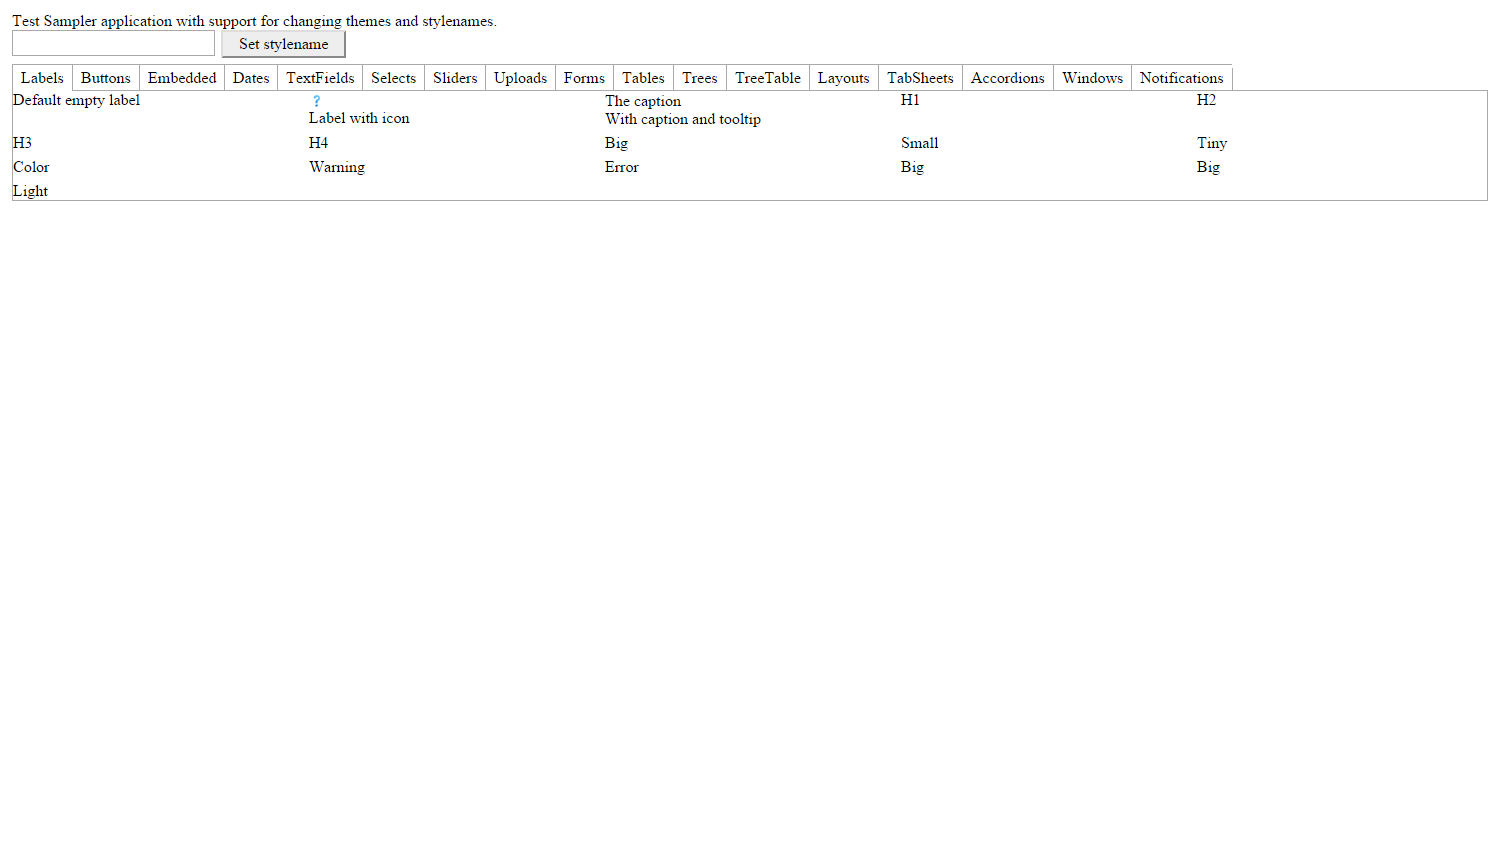 Test Sampler application with support for changing themes and stylenames.
Set stylename
Labels Buttons Embedded Dates TextFields Selects Sliders Uploads Forms Tables Trees TreeTable Layouts TabSheets Accordions Windows Notifications
Default empty label ? The caption H1 H2
Label with icon With caption and tooltip
H3 H4 Big Small Tiny
Color Warning Error Big Big
Light